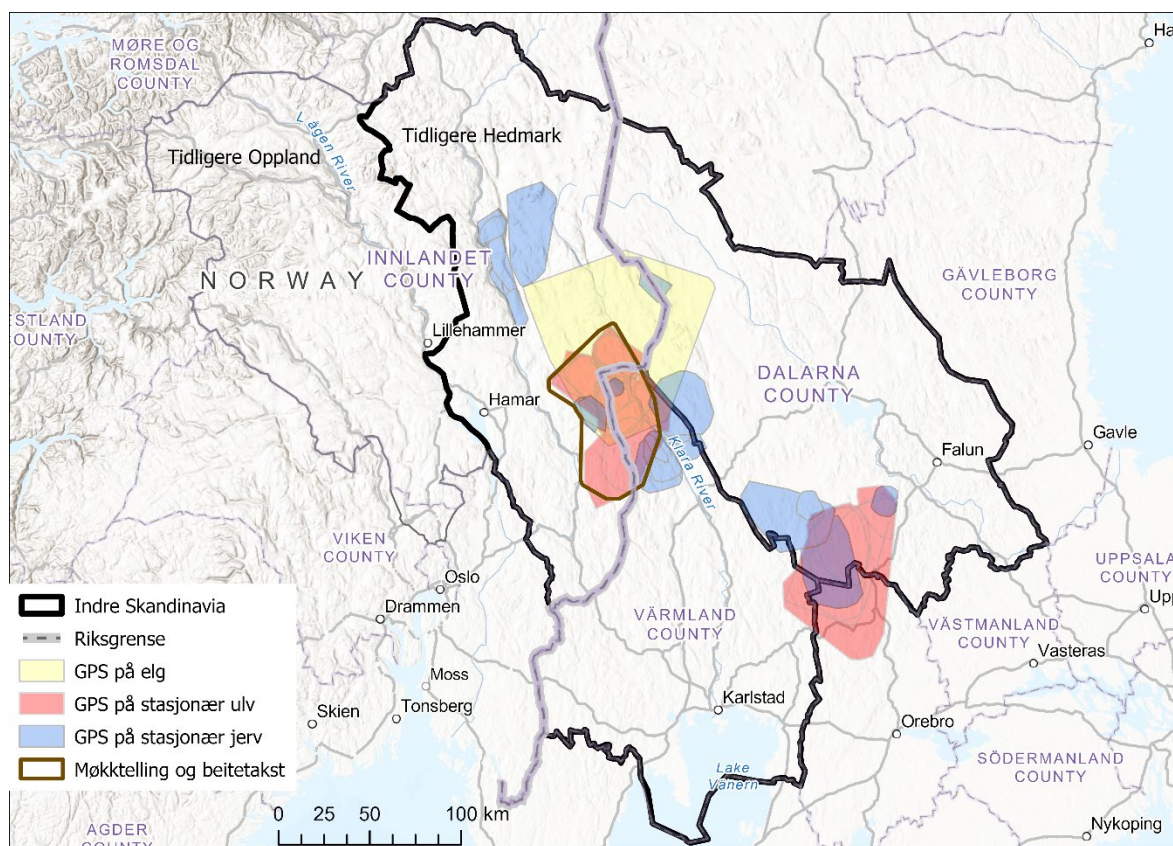 MØRE OG
ROMSDAL
COUNTY
Ha
Lågen River
Tidligere Hedmark
Tidligere Oppland
NORWAY
INNLANDET
COUNTY
GÄVLEBORG
COUNTY
ESTLAND
COUNTY
Lillehammer
DALARNA
COUNTY
Hamar
Klara River
Gavle
Falun
VIKEN
COUNTY
UPPSALA
COUNTY
Oslo
Drammen
Upp
VÄRMLAND
COUNTY
VÄSTMANLAND
COUNTY
Vasteras
Moss
Karlstad
Tonsberg
Skien
Orebro
SÖDERMANLAND
COUNTY
Lake
Vänern
Nykoping
AGDER
COUNTY
Indre Skandinavia
Riksgrense
GPS på elg
GPS på stasjonær ulv
GPS på stasjonær jerv
Møkktelling og beitetakst
0 25 50 100 km